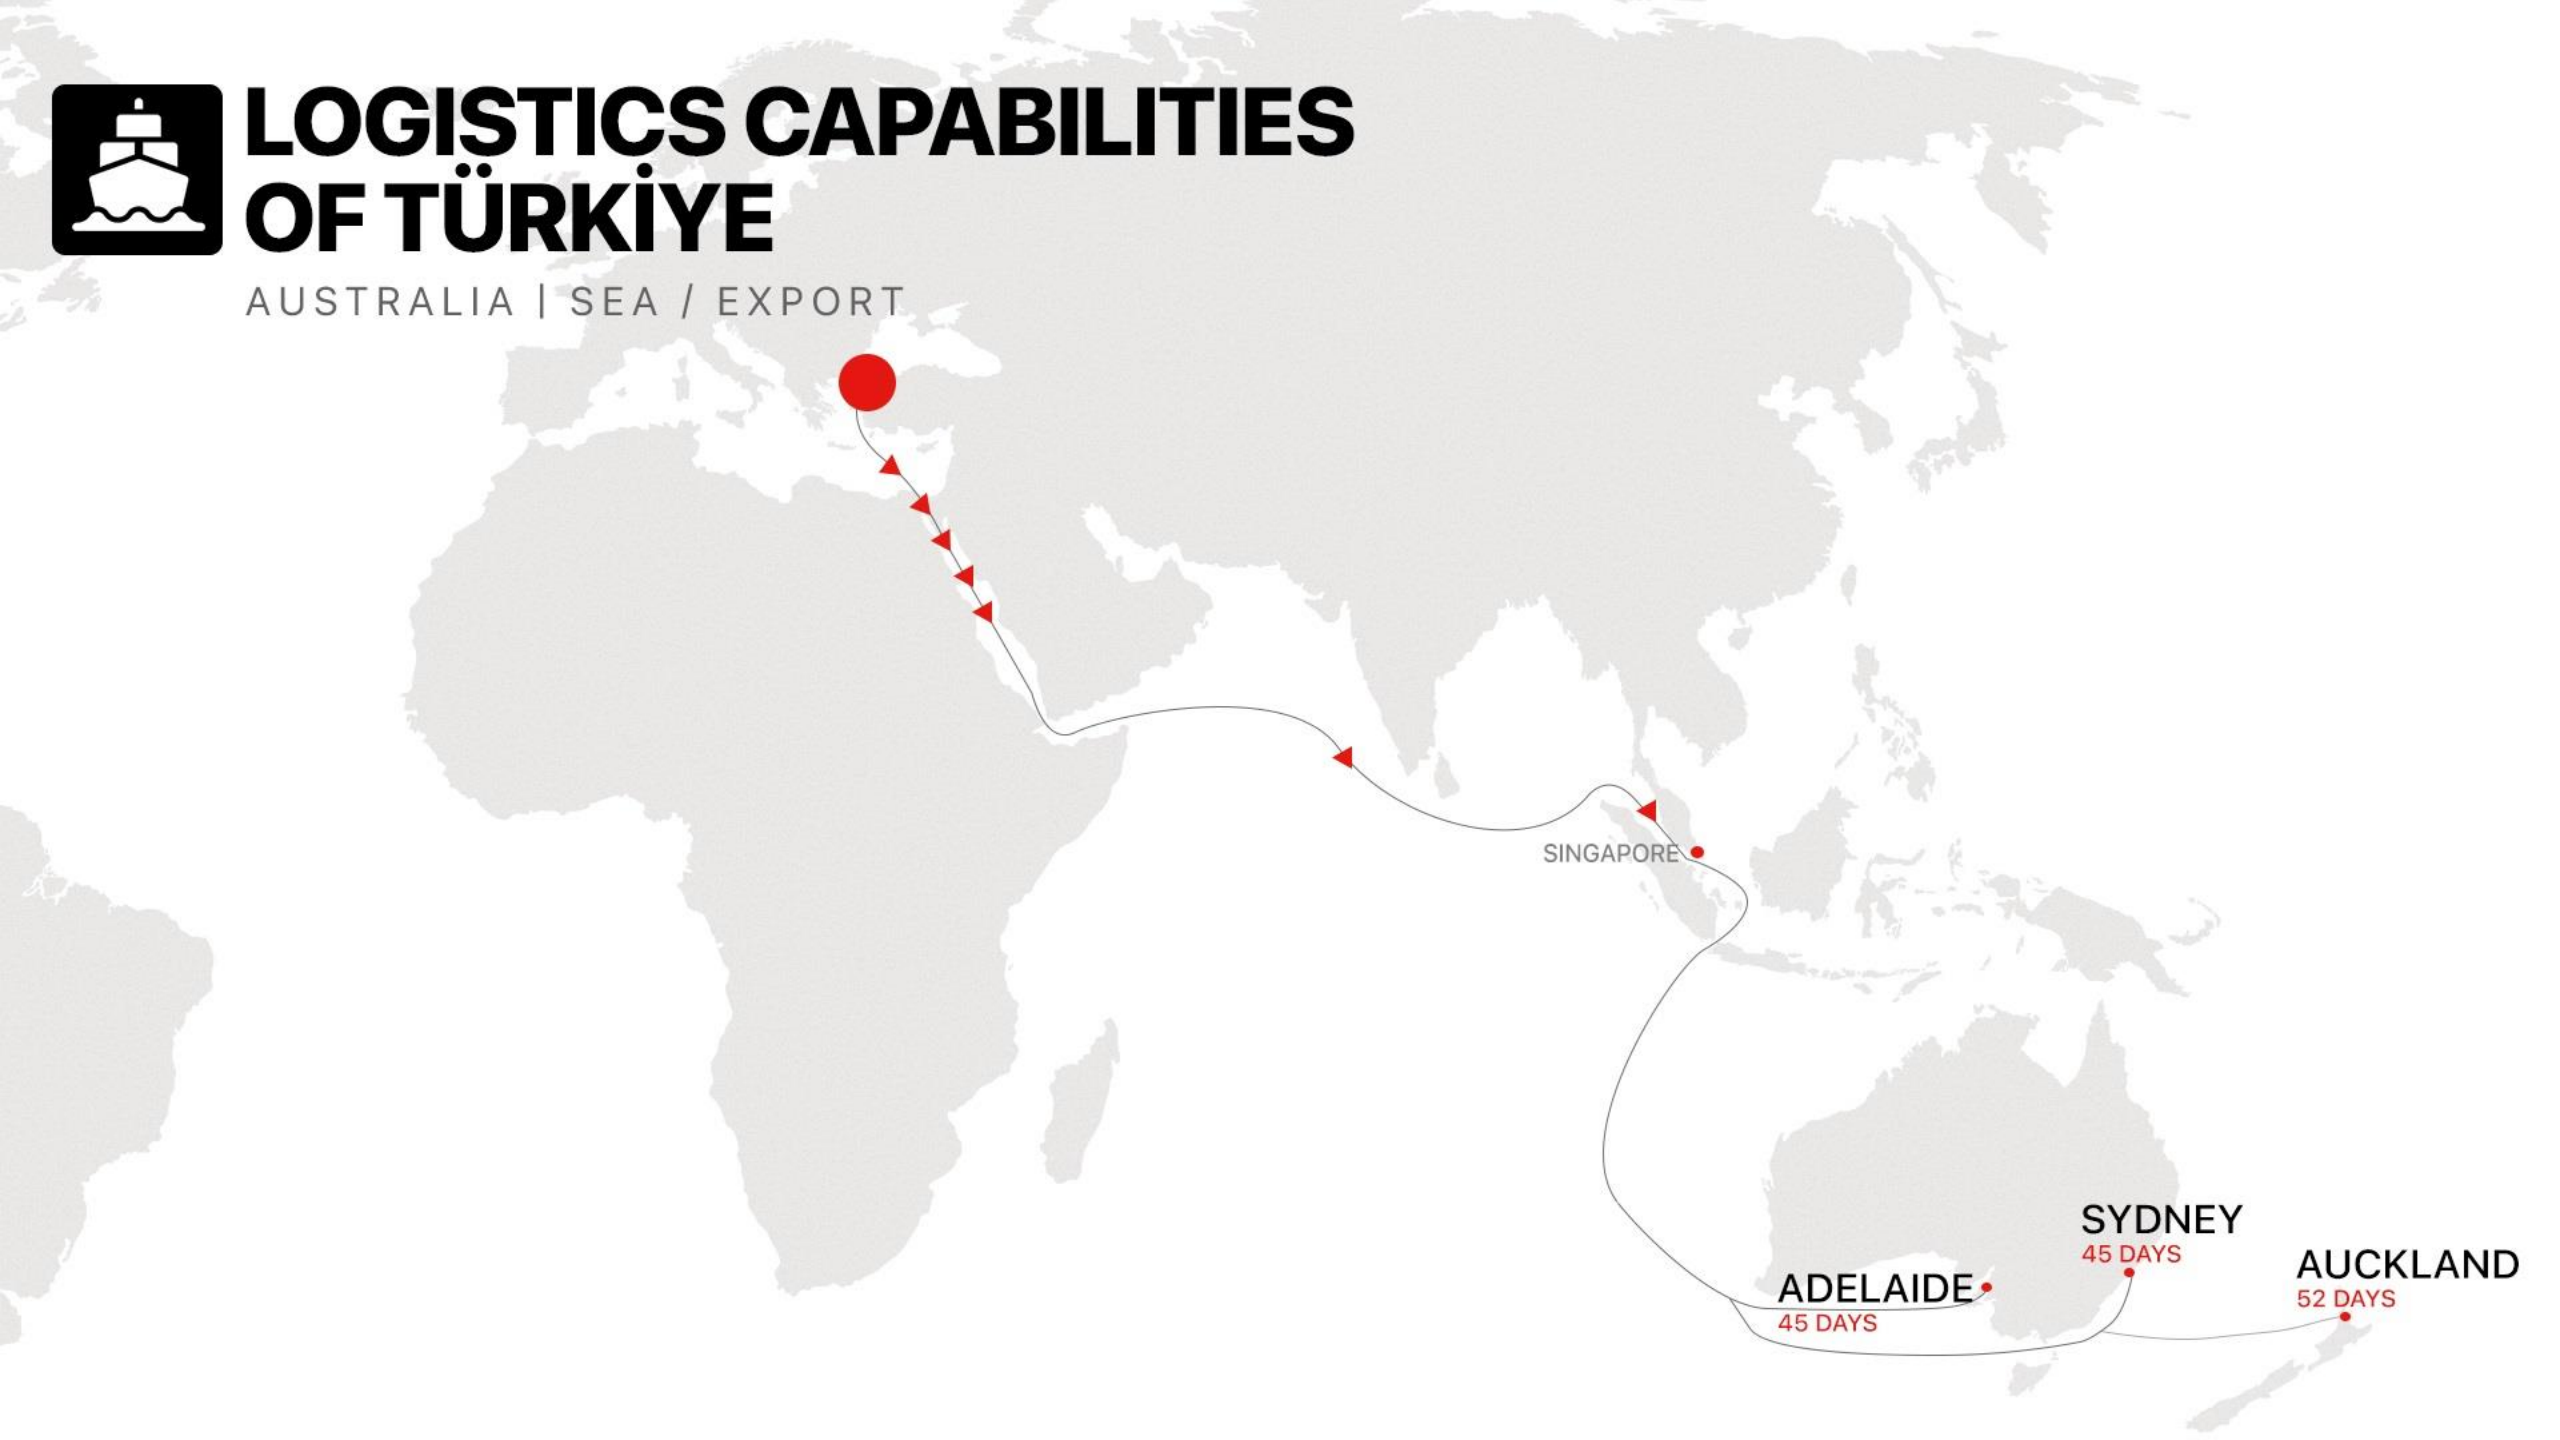 LOGISTICS CAPABILITIES
OF TÜRKİYE
AUSTRALIA | SEA / EXPORT
SINGAPORE
SYDNEY
45 DAYS
AUCKLAND
52 DAYS
ADELAIDE
45 DAYS